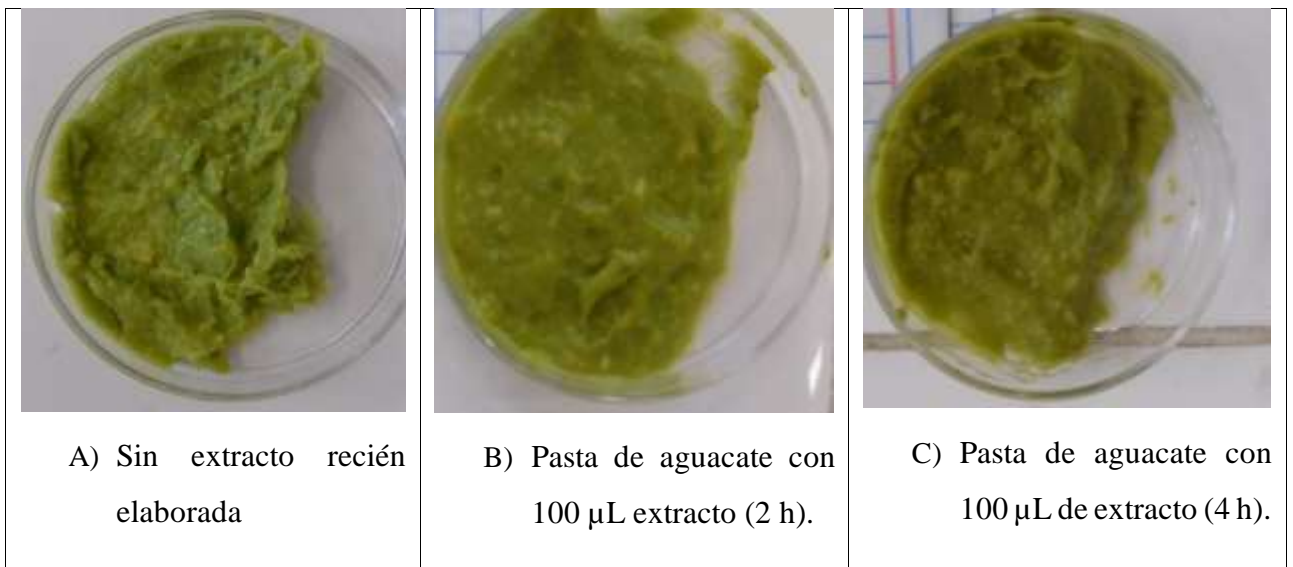 A) Sin extracto recién
elaborada
B) Pasta de aguacate con
100 µL extracto (2 h).
C) Pasta de aguacate con
100 µL de extracto (4 h).